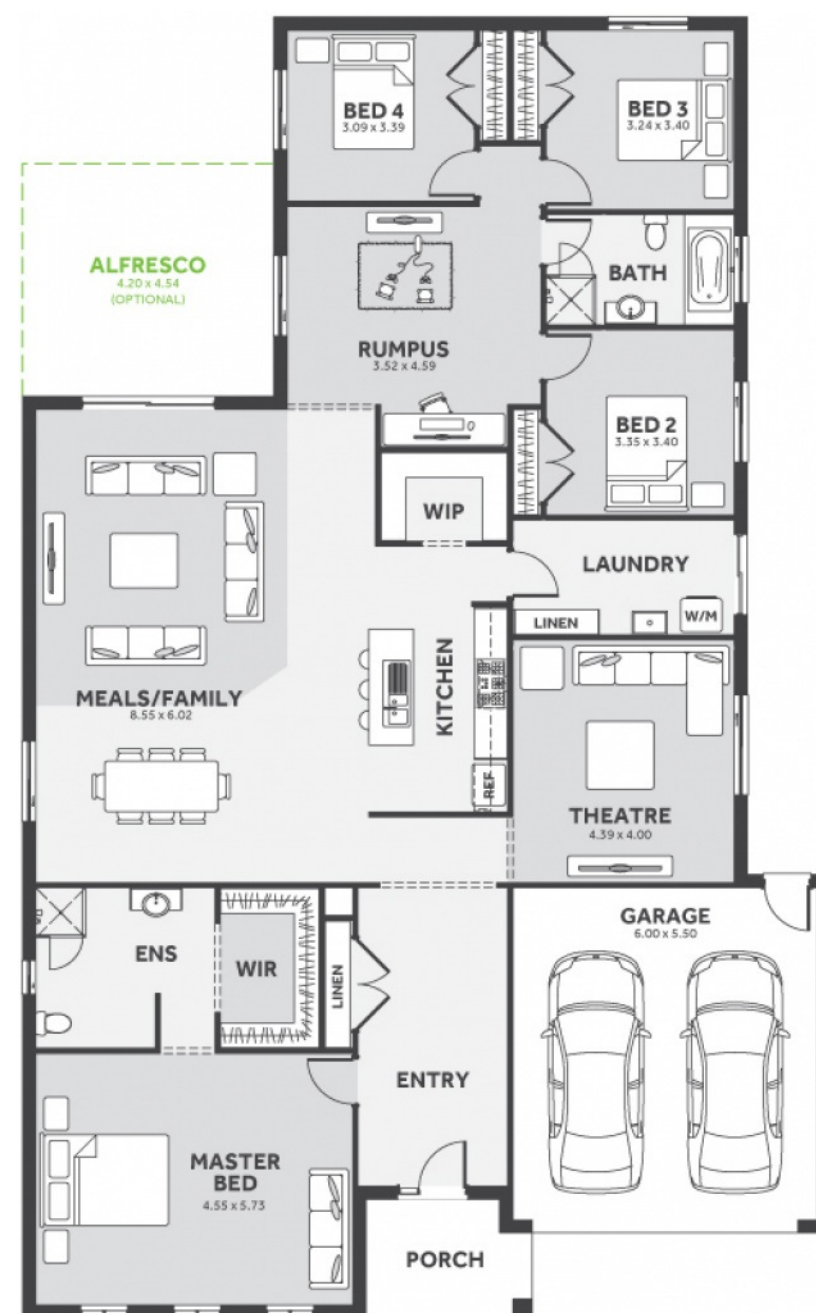 BED 4
3.09 x 3.39
BED 3
3.24 x 3.40
ALFRESCO
4.20 x 4.54
(OPTIONAL)
BATH
RUMPUS
3.52 x 4.59
BED 2
3.35 x 3.40
WIP
LAUNDRY
LINEN
W/M
KITCHEN
MEALS/FAMILY
8.55 x 6.02
REF
THEATRE
4.39 x 4.00
GARAGE
6.00 x 5.50
ENS
WIR
LINEN
ENTRY
MASTER
BED
4.55 x 5.73
PORCH